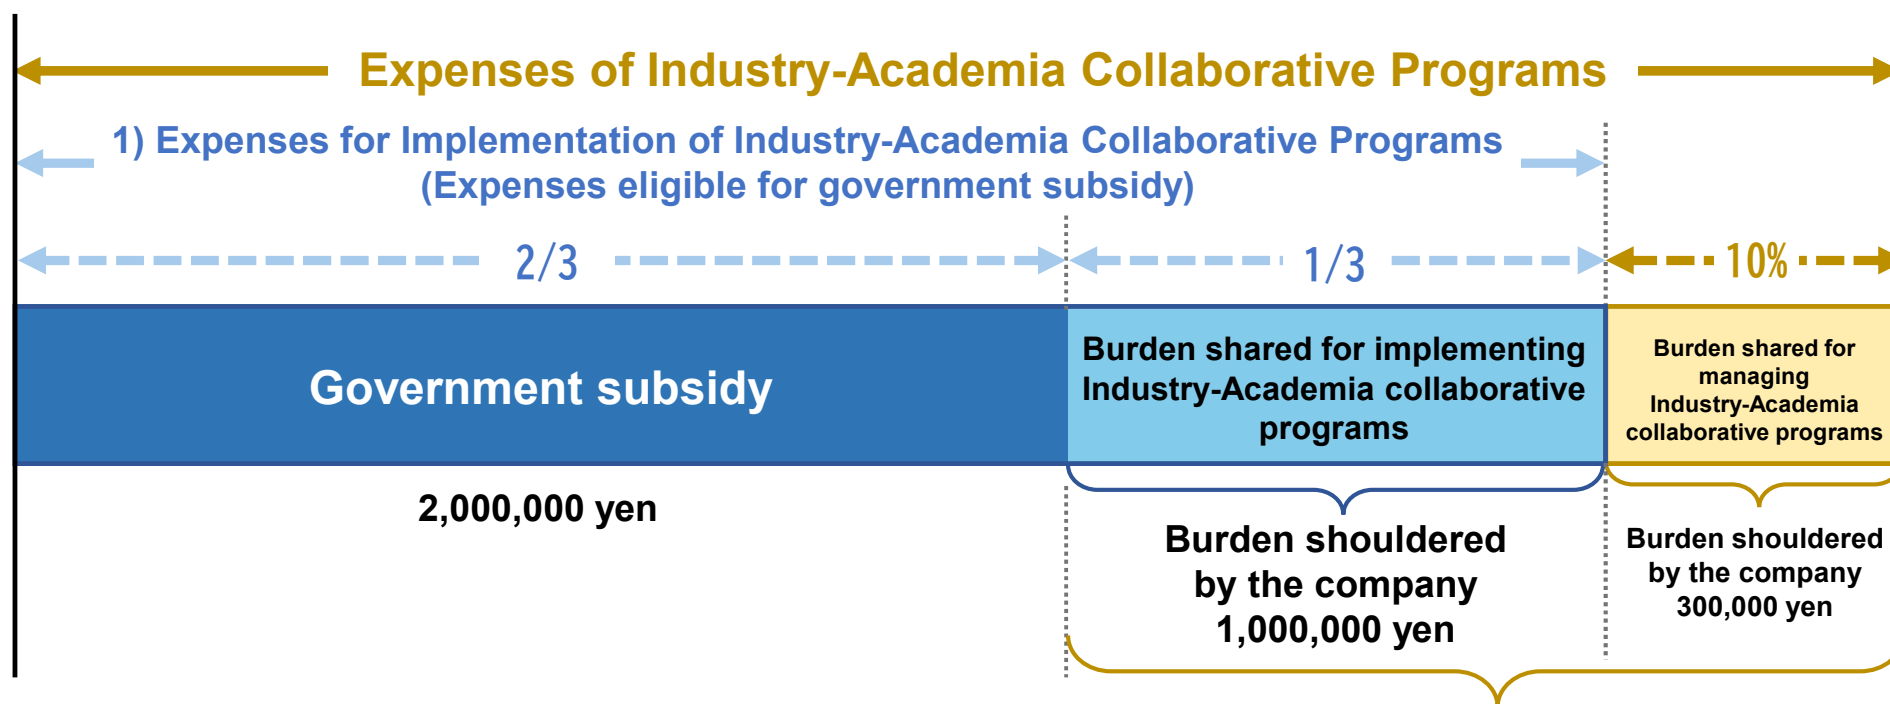 Expenses of Industry-Academia Collaborative Programs
1) Expenses for Implementation of Industry-Academia Collaborative Programs
(Expenses eligible for government subsidy)
2/3
1/3
10%
Government subsidy
Burden shared for implementing
Industry-Academia collaborative
programs
Burden shared for
managing
Industry-Academia
collaborative programs
2,000,000 yen
Burden shouldered
by the company
1,000,000 yen
Burden shouldered
by the company
300,000 yen